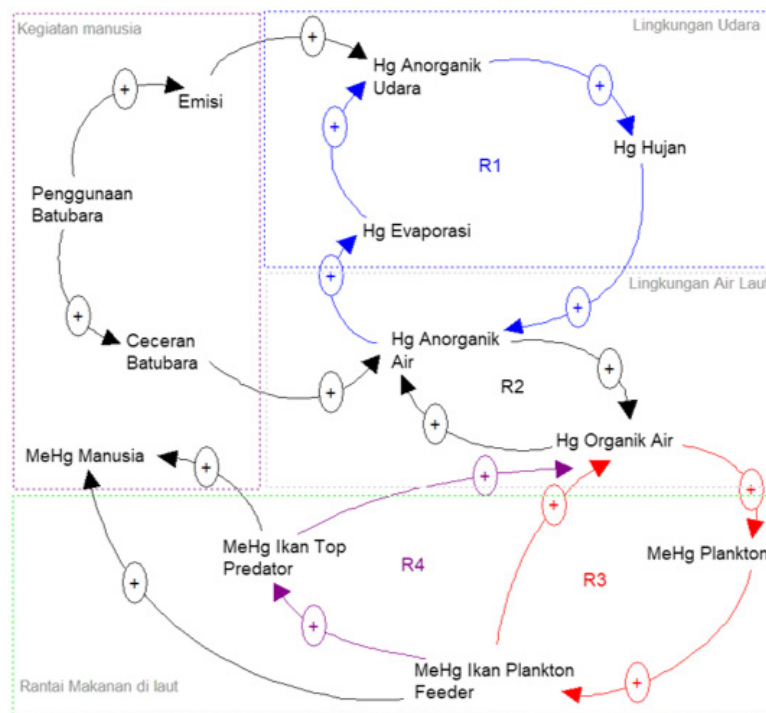 Kegiatan manusia
Lingkungan Udara
+
+
Hg Anorganik
Udara
+
+
Emisi
+
Hg Hujan
R1
Penggunaan
Batubara
Hg Evaporasi
+
Lingkungan Air Laut
+
+
Ceceran
Batubara
Hg Anorganik
Air
+
+
R2
+
Hg Organik Air
MeHg Manusia
+
+
+
+
MeHg Ikan Top
Predator
MeHg Plankton
R4
R3
+
+
MeHg Ikan Plankton
Feeder
+
Rantai Makanan di laut